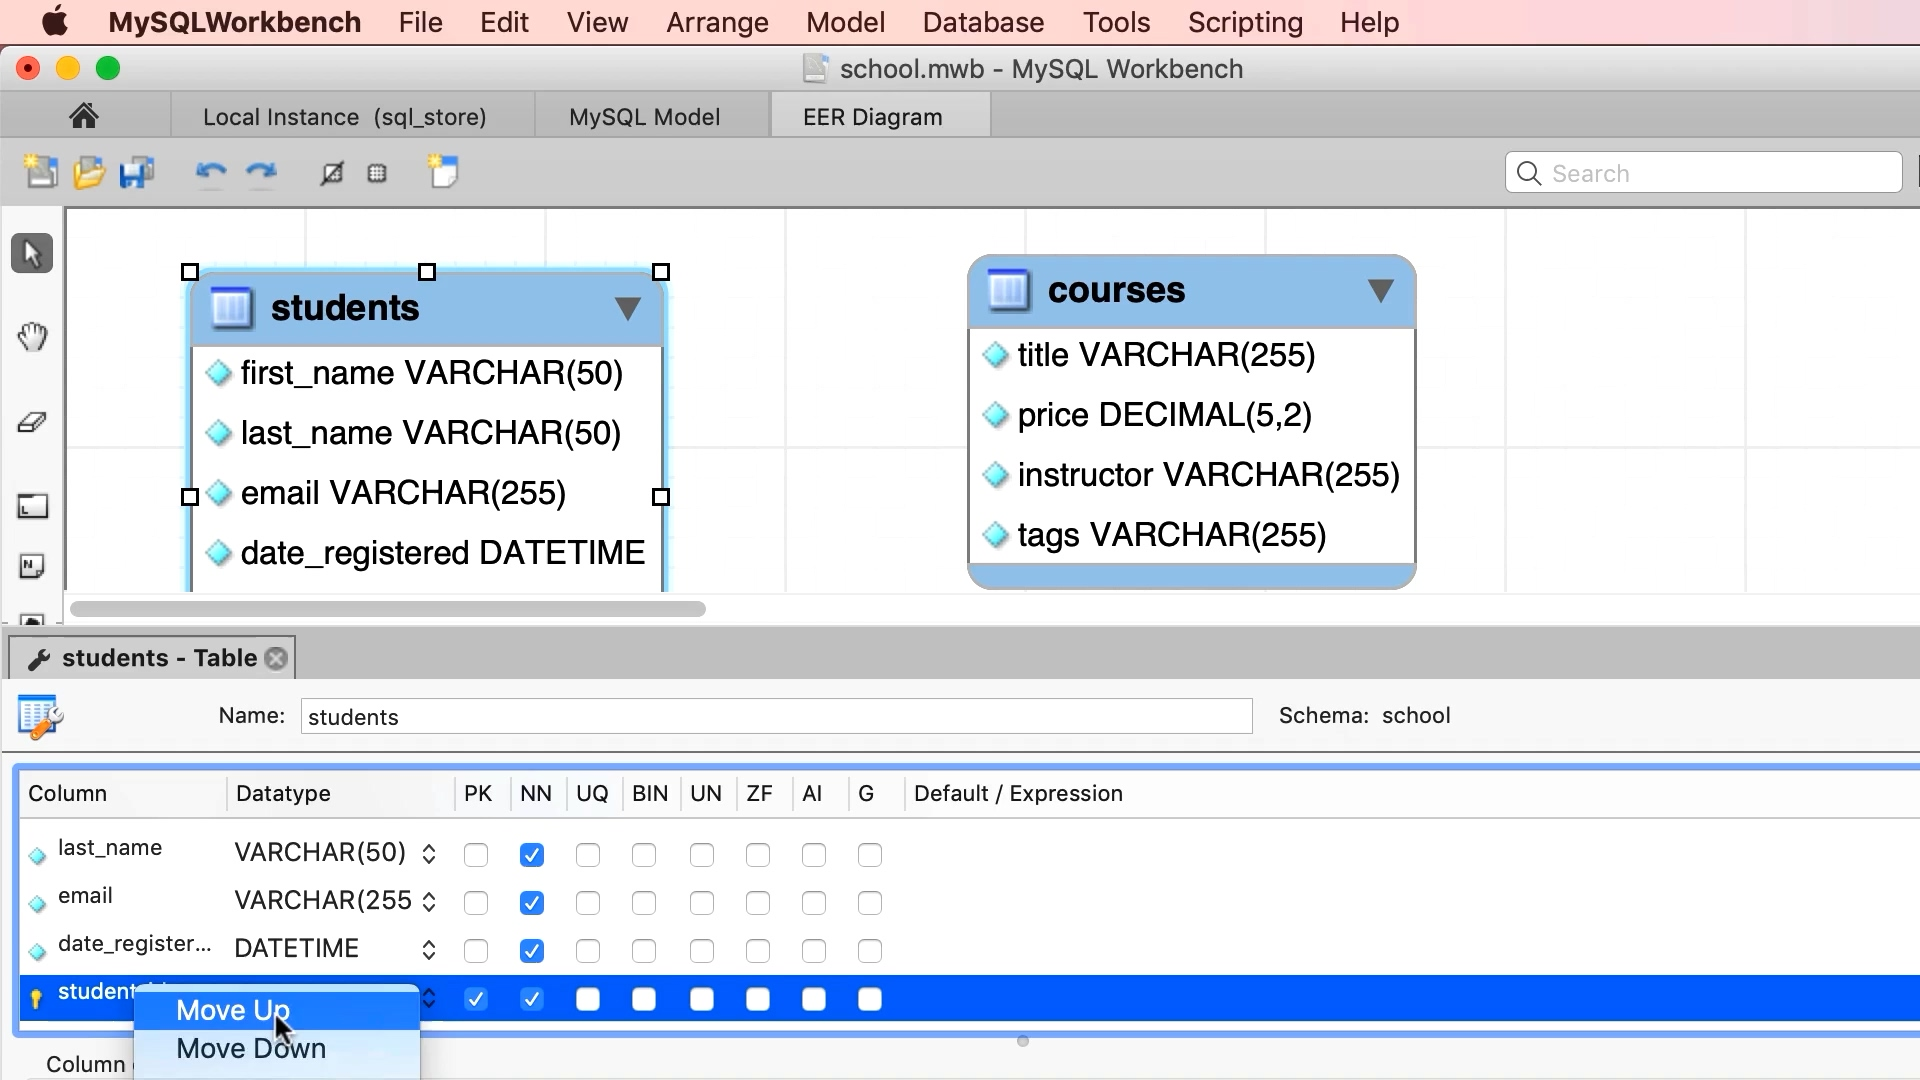 MySQLWorkbench File Edit View Arrange Model Database Tools Scripting Help
school.mwb - MySQL Workbench
Local Instance (sql_store) MySQL Model EER Diagram
Search
students
first_name VARCHAR(50)
last_name VARCHAR(50)
email VARCHAR(255)
date_registered DATETIME
courses
title VARCHAR(255)
price DECIMAL(5,2)
instructor VARCHAR(255)
tags VARCHAR(255)
students - Table
Name: students Schema: school
Column Datatype PK NN UQ BIN UN ZF AI G Default / Expression
last_name VARCHAR(50)
email VARCHAR(255
date_register... DATETIME
student
Move Up
Move Down
Column